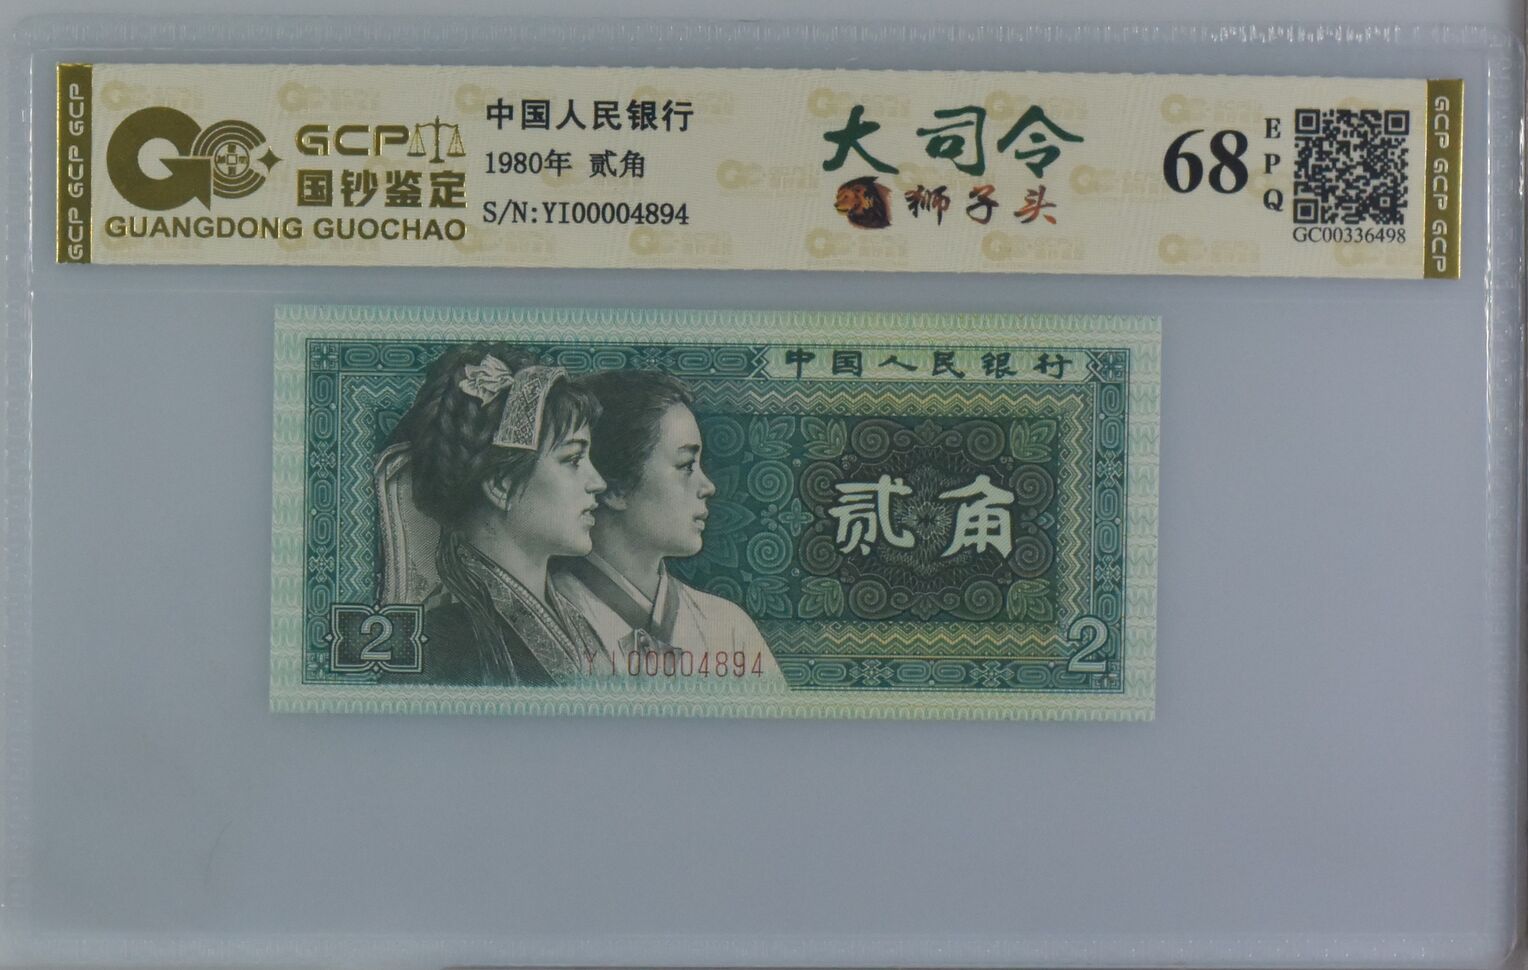 GCP GCP GCP
GCP
国钞鉴定
GUANGDONG GUOCHAO
中国人民银行
1980年 贰角
S/N:YI00004894
大司令
狮子头
68
EPQ
GC00336498
GCP GCP GCP
中国人民银行
贰角
2
2
YI00004894